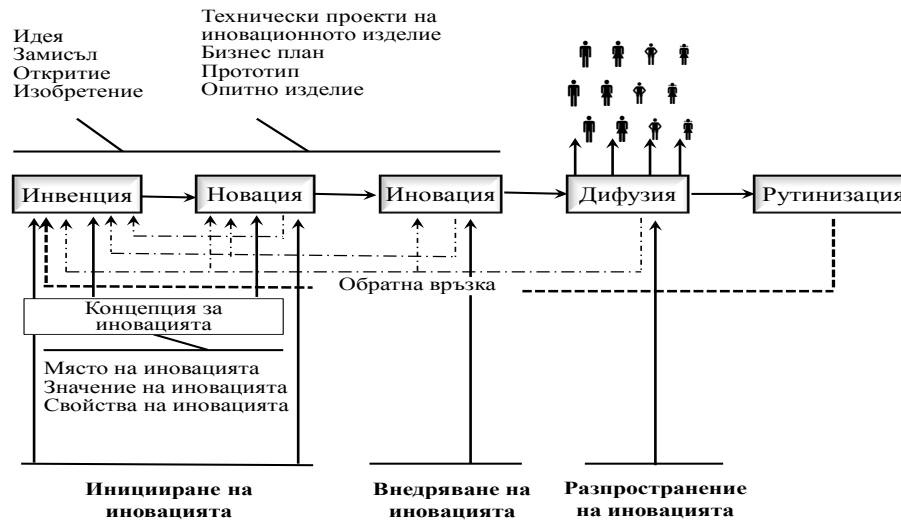 Идея
Замисъл
Откритие
Изобретение
Технически проекти на
иновационното изделие
Бизнес план
Прототип
Опитно изделие
Инвенция
Новация
Иновация
Дифузия
Рутинизация
Обратна връзка
Концепция за
иновацията
Място на иновацията
Значение на иновацията
Свойства на иновацията
Иницииране на
иновацията
Внедряване на
иновацията
Разпространение
на иновацията